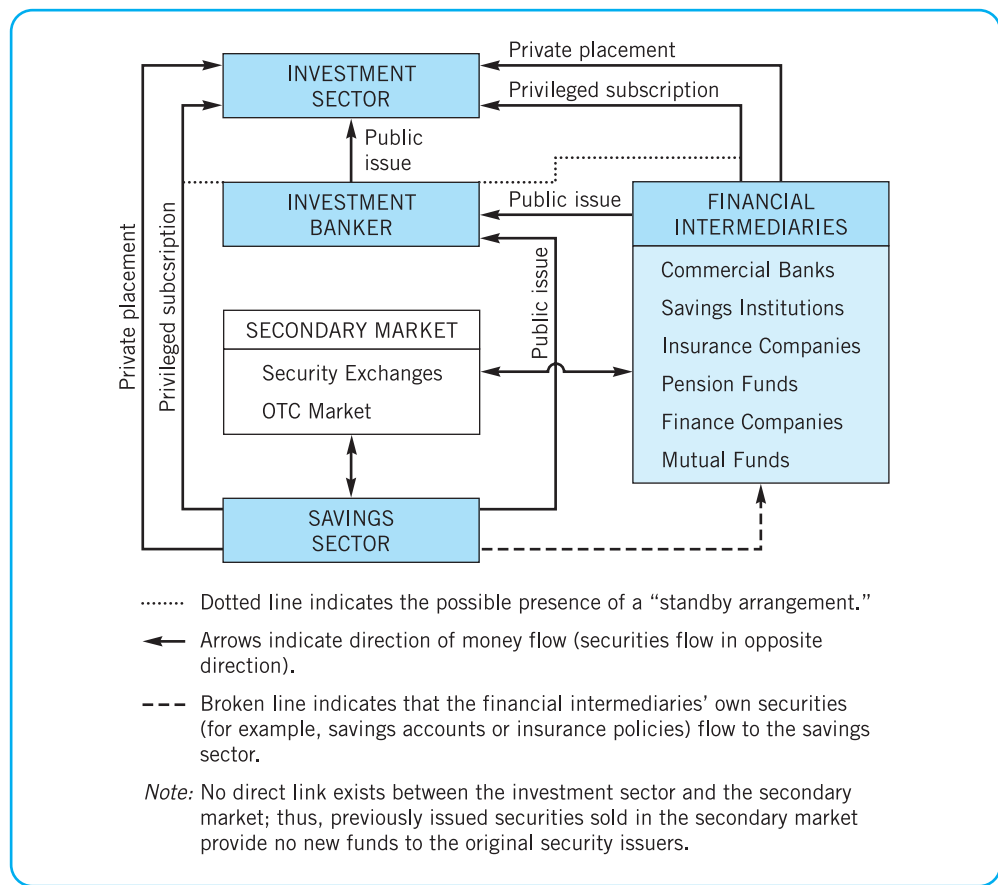 Private placement
INVESTMENT
SECTOR
Privileged subscription
Public
issue
INVESTMENT
BANKER
Public issue
FINANCIAL
INTERMEDIARIES
Commercial Banks
Savings Institutions
Insurance Companies
Pension Funds
Finance Companies
Mutual Funds
Private placement
Privileged subcsription
Public issue
SECONDARY MARKET
Security Exchanges
OTC Market
SAVINGS
SECTOR
Dotted line indicates the possible presence of a “standby arrangement.”
Arrows indicate direction of money flow (securities flow in opposite
direction).
Broken line indicates that the financial intermediaries’ own securities
(for example, savings accounts or insurance policies) flow to the savings
sector.
Note: No direct link exists between the investment sector and the secondary
market; thus, previously issued securities sold in the secondary market
provide no new funds to the original security issuers.